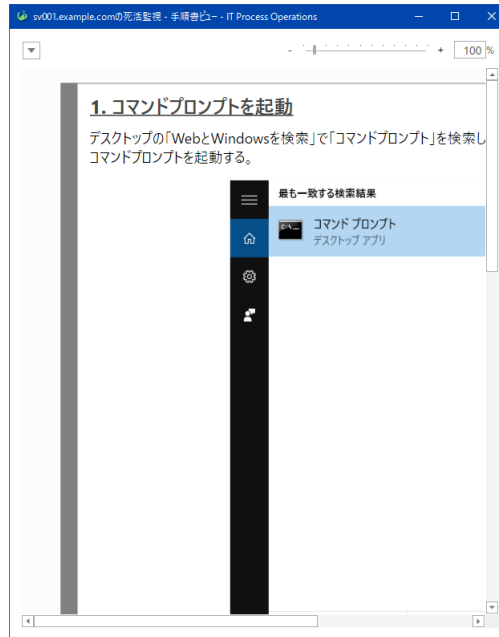 sv001.example.comの死活監視 - 手順書ビュー - IT Process Operations
- + 100 %
1. コマンドプロンプトを起動
デスクトップの「WebとWindowsを検索」で「コマンドプロンプト」を検索し
コマンドプロンプトを起動する。
最も一致する検索結果
コマンド プロンプト
デスクトップ アプリ